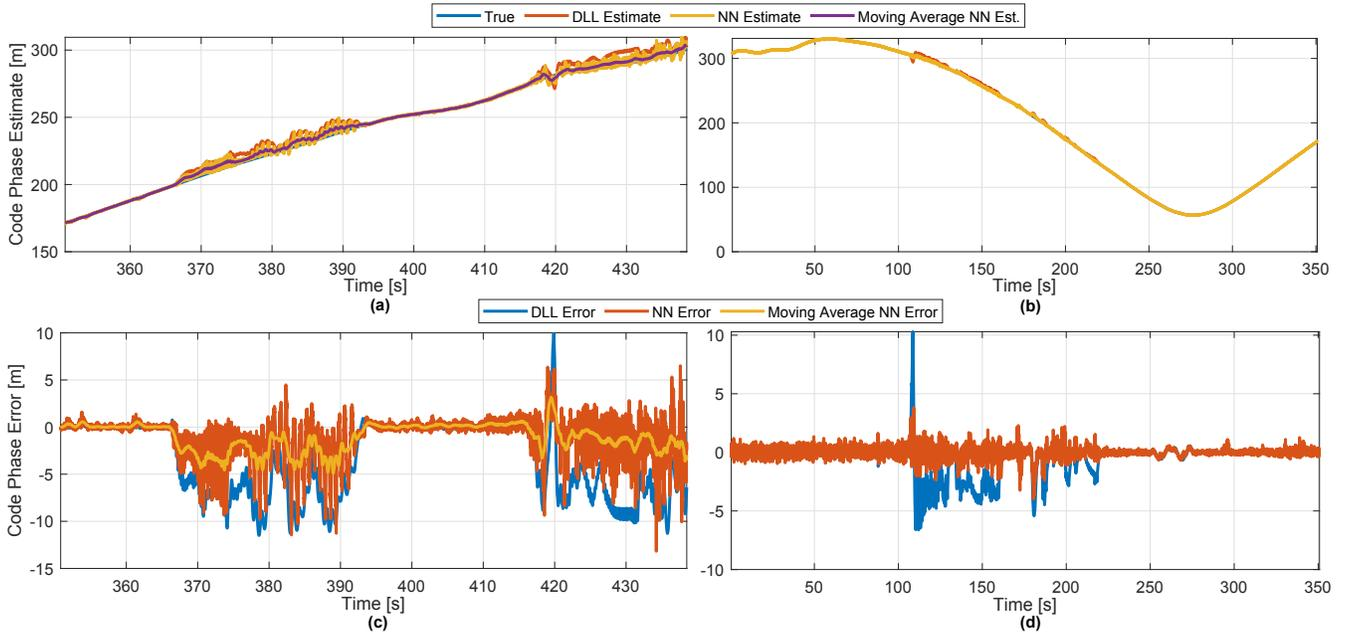 True DLL Estimate NN Estimate Moving Average NN Est.
Code Phase Estimate [m]
300
250
200
150
360 370 380 390 400 410 420 430
Time [s]
(a)
300
200
100
0
50 100 150 200 250 300 350
Time [s]
(b)
DLL Error NN Error Moving Average NN Error
Code Phase Error [m]
10
5
0
-5
-10
-15
360 370 380 390 400 410 420 430
Time [s]
(c)
10
5
0
-5
-10
50 100 150 200 250 300 350
Time [s]
(d)